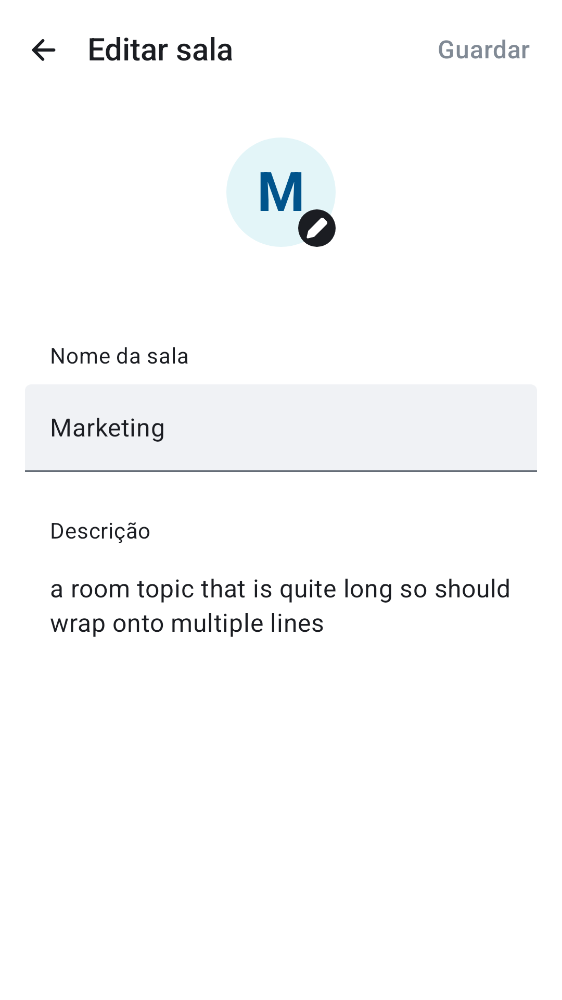 Editar sala
Guardar
M
Nome da sala
Marketing
Descrição
a room topic that is quite long so should
wrap onto multiple lines